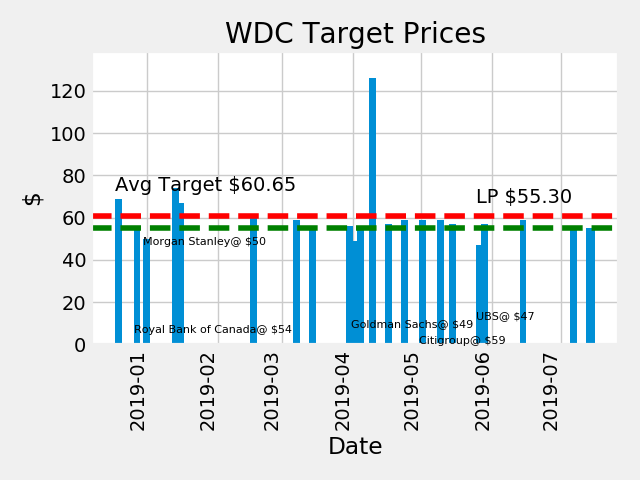 WDC Target Prices
$
120
100
80
60
40
20
0
Avg Target $60.65
LP $55.30
Morgan Stanley@ $50
Royal Bank of Canada@ $54
Goldman Sachs@ $49
UBS@ $47
Citigroup@ $59
2019-01
2019-02
2019-03
2019-04
2019-05
2019-06
2019-07
Date